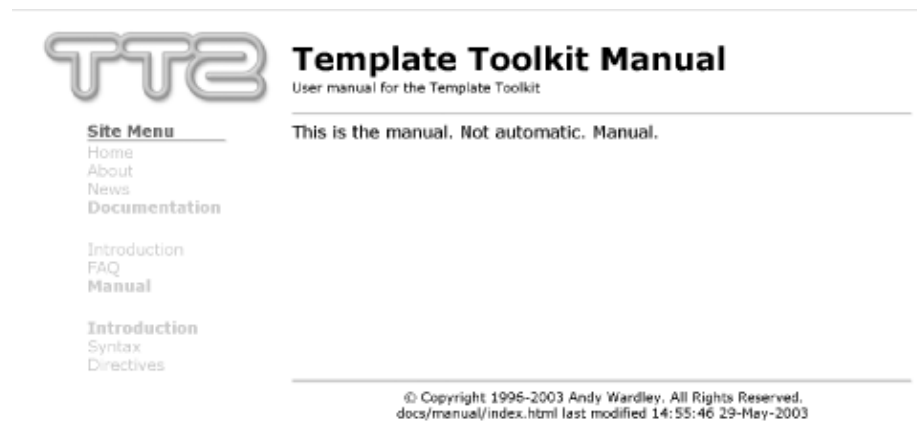 TT2
Template Toolkit Manual
User manual for the Template Toolkit
Site Menu
Home
About
News
Documentation
Introduction
FAQ
Manual
Introduction
Syntax
Directives
This is the manual. Not automatic. Manual.
© Copyright 1996-2003 Andy Wardley. All Rights Reserved.
docs/manual/index.html last modified 14:55:46 29-May-2003